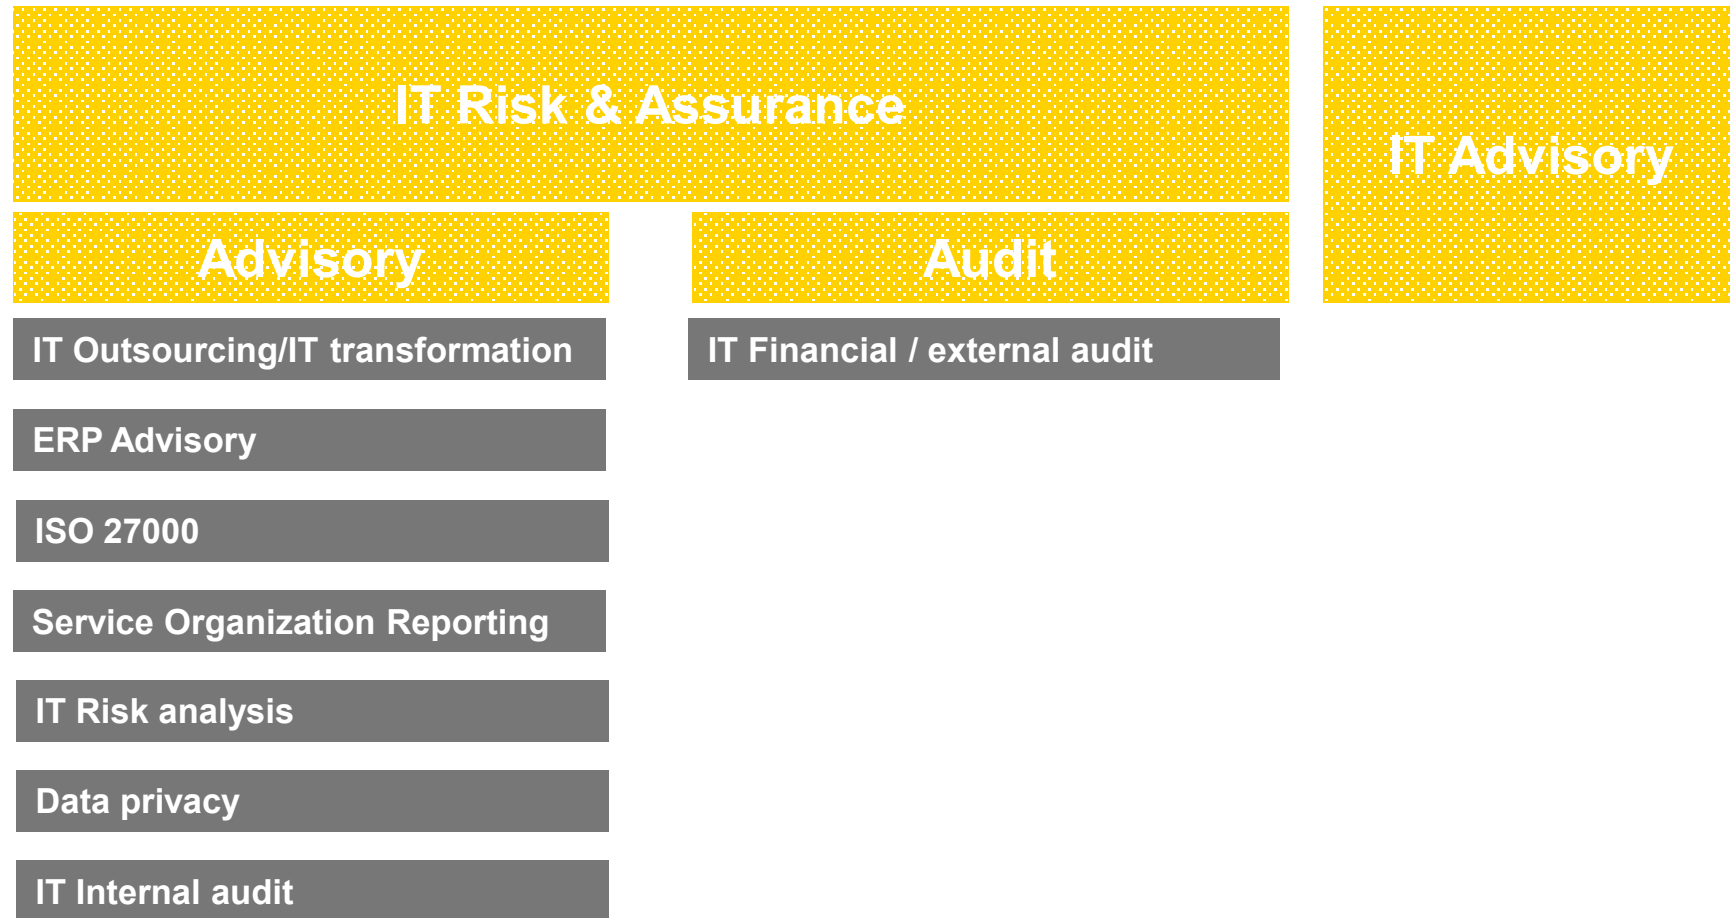 IT Risk & Assurance
IT Advisory
Advisory
Audit
IT Outsourcing/IT transformation
IT Financial / external audit
ERP Advisory
ISO 27000
Service Organization Reporting
IT Risk analysis
Data privacy
IT Internal audit